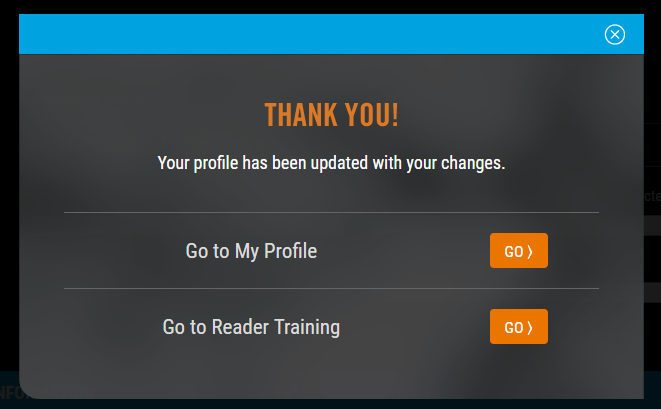 THANK YOU!
Your profile has been updated with your changes.
Go to My Profile
GO ⟩
Go to Reader Training
GO ⟩